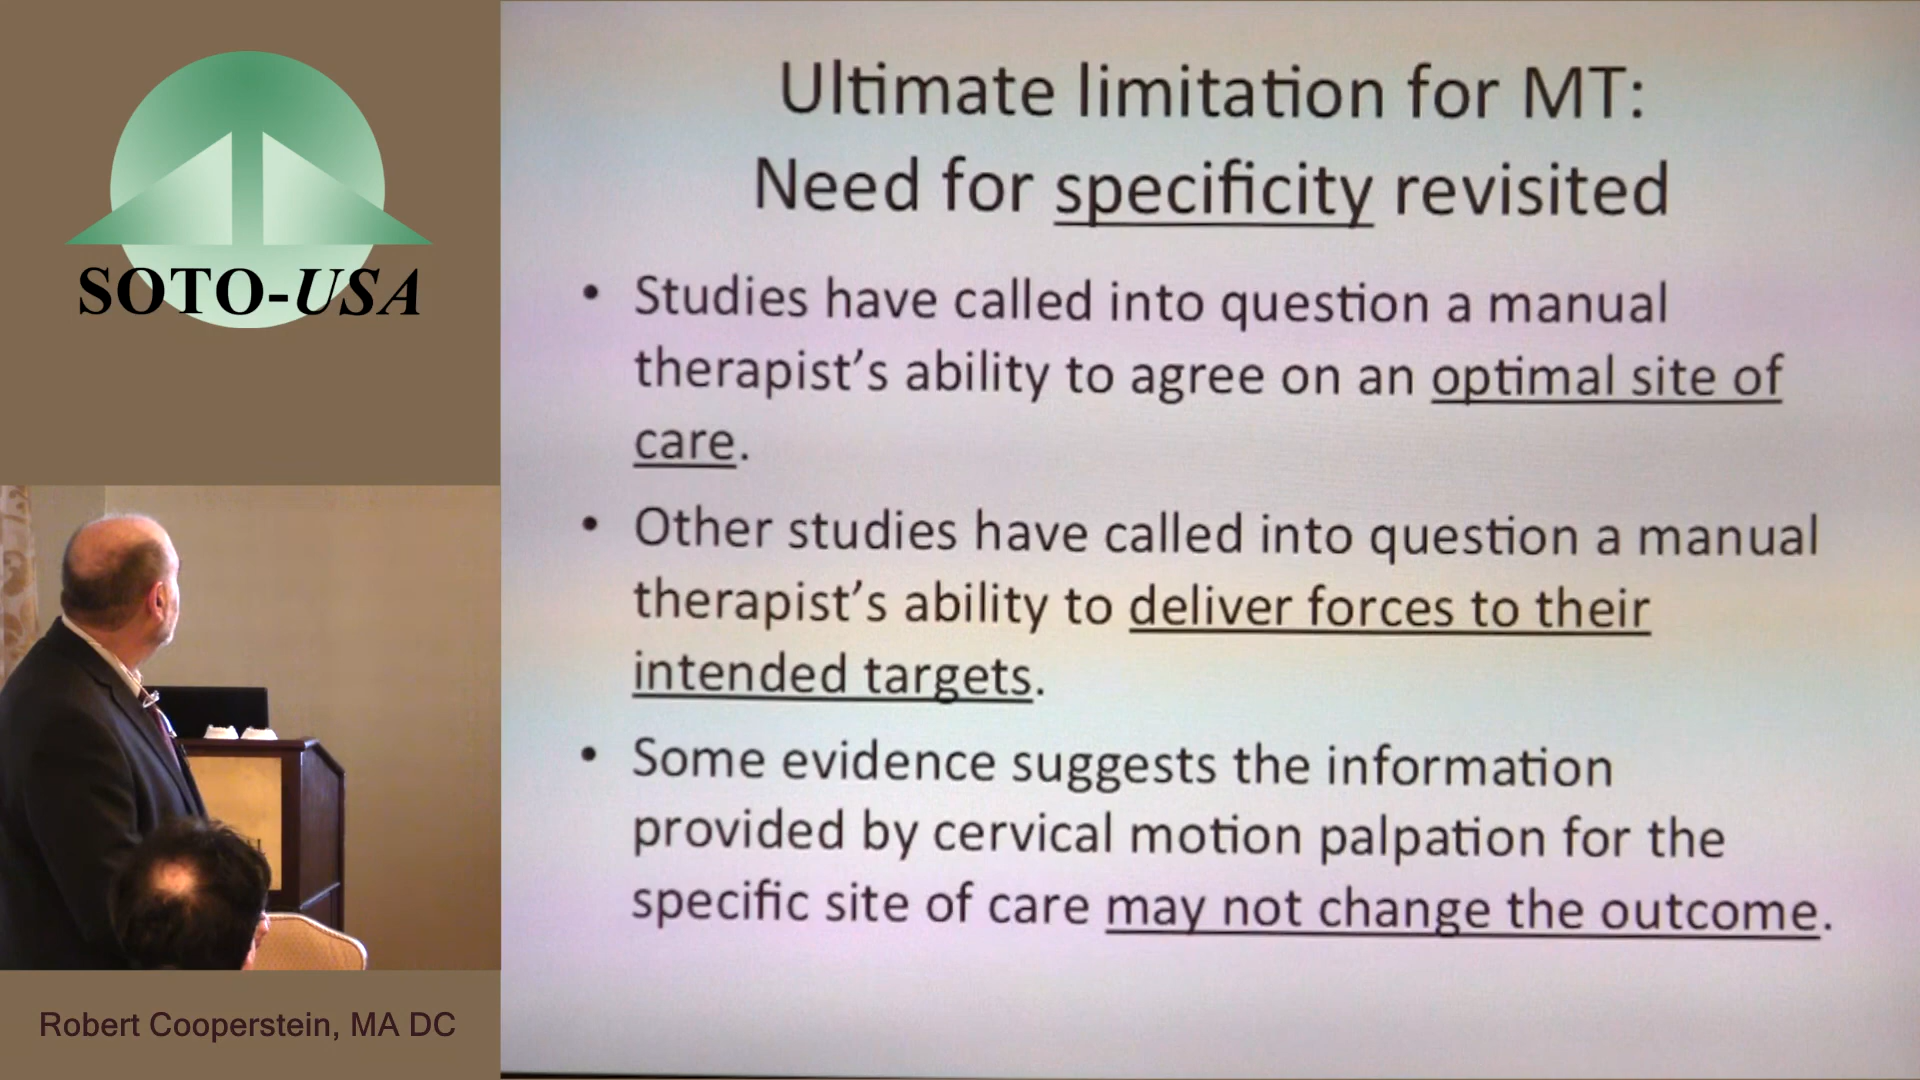 SOTO-USA
Ultimate limitation for MT:
Need for specificity revisited
• Studies have called into question a manual
therapist’s ability to agree on an optimal site of
care.
• Other studies have called into question a manual
therapist’s ability to deliver forces to their
intended targets.
• Some evidence suggests the information
provided by cervical motion palpation for the
specific site of care may not change the outcome.
Robert Cooperstein, MA DC